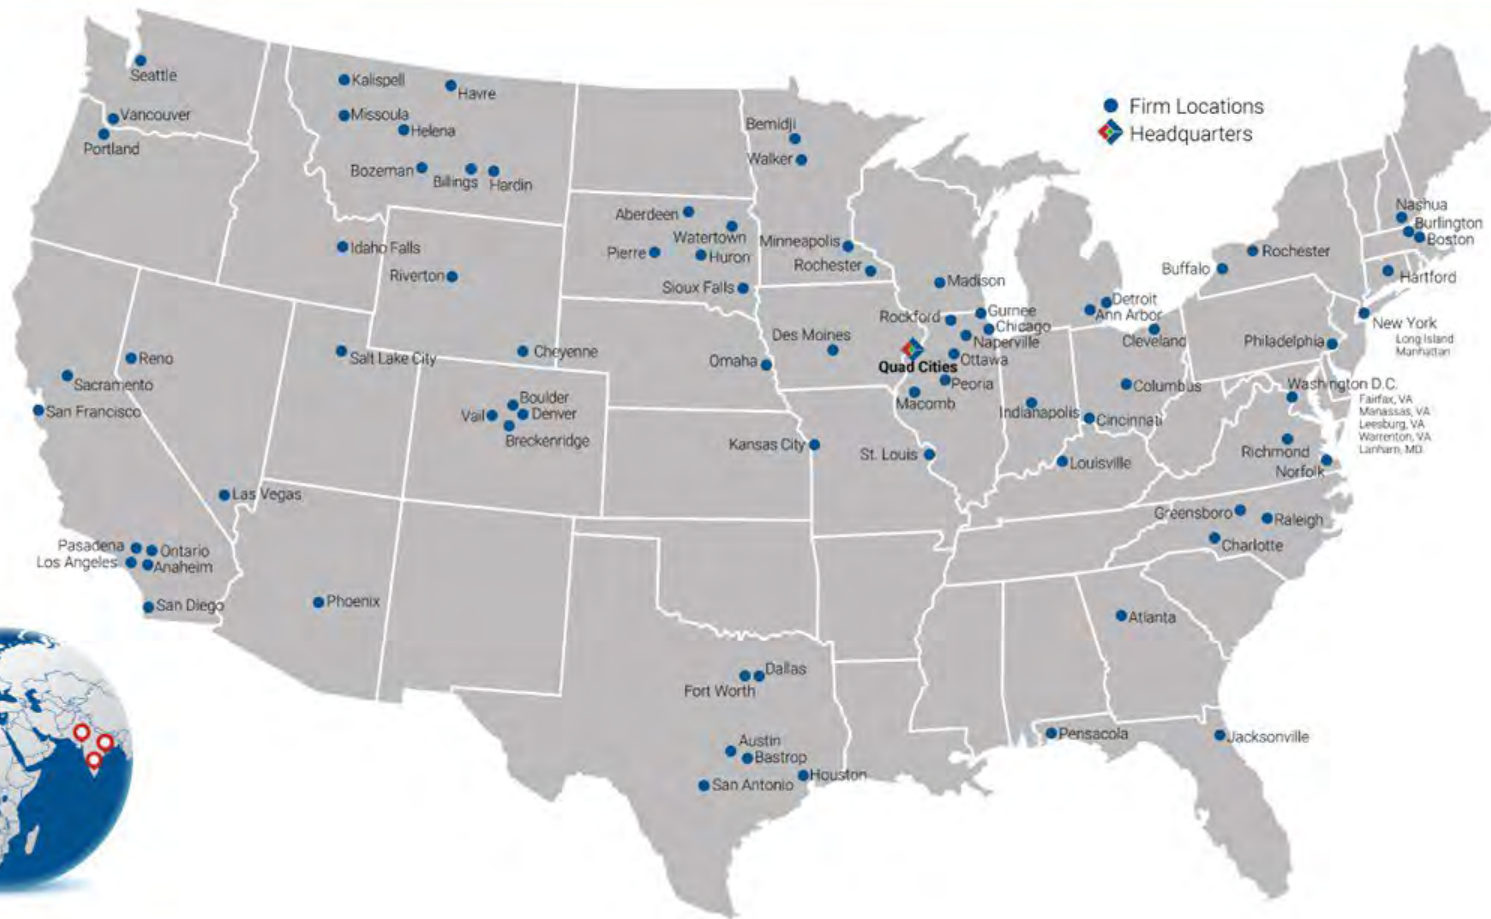 Firm Locations
Headquarters
Seattle
Vancouver
Portland
Kalispell
Havre
Missoula
Helena
Bozeman
Billings
Hardin
Idaho Falls
Riverton
Cheyenne
Salt Lake City
Reno
Sacramento
San Francisco
Las Vegas
Pasadena
Ontario
Los Angeles
Anaheim
San Diego
Phoenix
Boulder
Vail
Denver
Breckenridge
Bemidji
Walker
Aberdeen
Watertown
Pierre
Huron
Sioux Falls
Minneapolis
Rochester
Omaha
Des Moines
Kansas City
St. Louis
Madison
Rockford
Gurnee
Chicago
Naperville
Quad Cities
Ottawa
Peoria
Macomb
Indianapolis
Detroit
Ann Arbor
Cleveland
Columbus
Cincinnati
Louisville
Buffalo
Rochester
Nashua
Burlington
Boston
Hartford
New York
Long Island
Manhattan
Philadelphia
Washington D.C.
Fairfax, VA
Manassas, VA
Leesburg, VA
Warrenton, VA
Lanham, MD
Richmond
Norfolk
Greensboro
Raleigh
Charlotte
Atlanta
Pensacola
Jacksonville
Dallas
Fort Worth
Austin
Bastrop
Houston
San Antonio